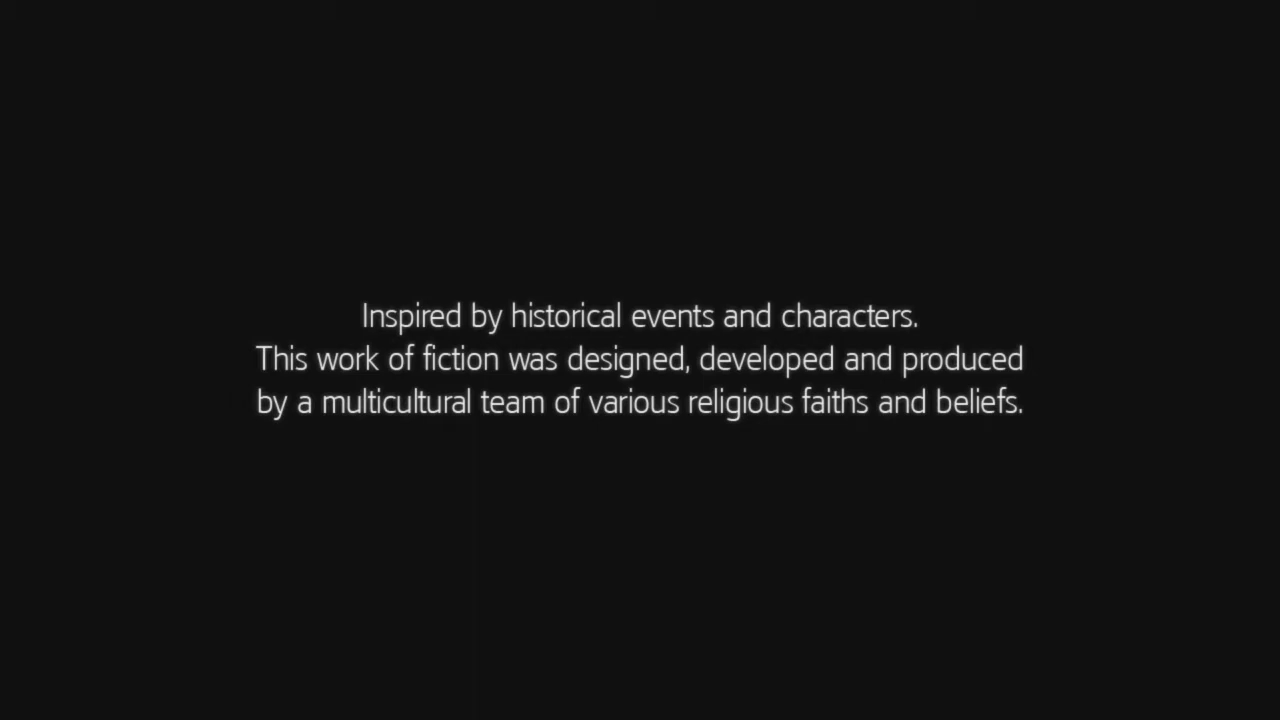 Inspired by historical events and characters.
This work of fiction was designed, developed and produced
by a multicultural team of various religious faiths and beliefs.